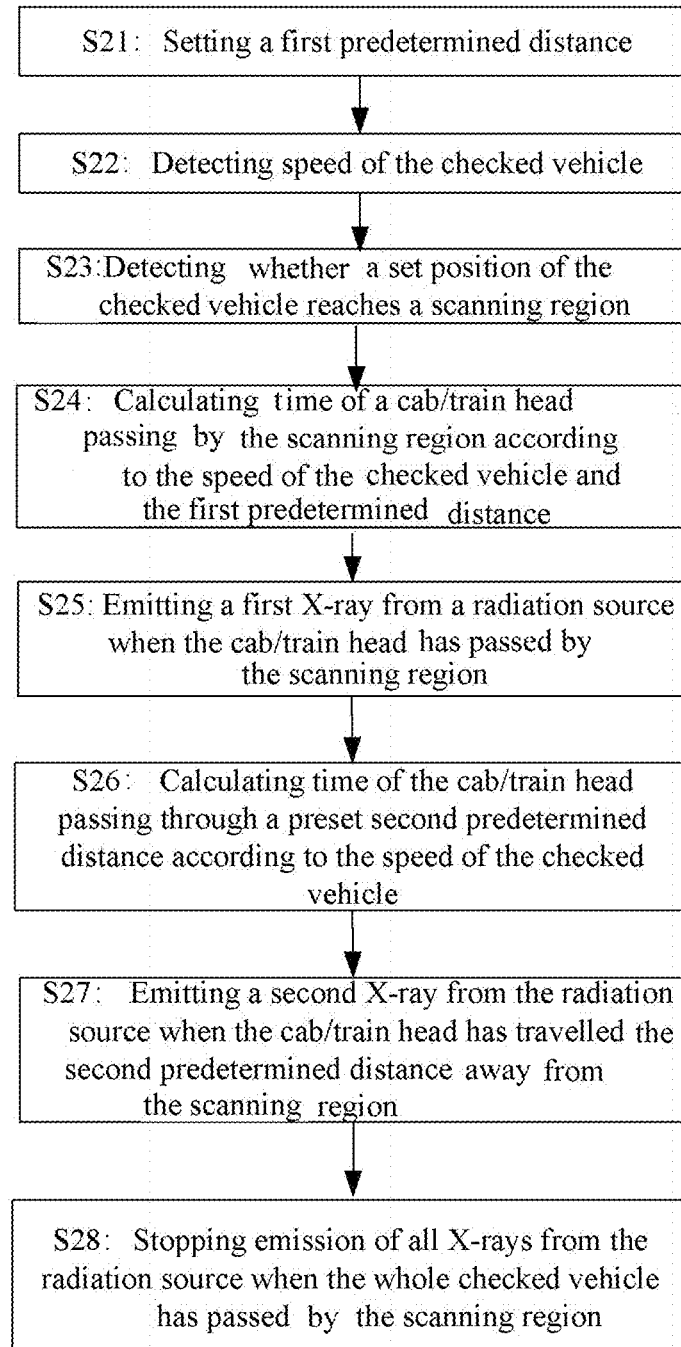 S21: Setting a first predetermined distance
S22: Detecting speed of the checked vehicle
S23:Detecting whether a set position of the
checked vehicle reaches a scanning region
S24: Calculating time of a cab/train head
passing by the scanning region according
to the speed of the checked vehicle and
the first predetermined distance
S25: Emitting a first X-ray from a radiation source
when the cab/train head has passed by
the scanning region
S26: Calculating time of the cab/train head
passing through a preset second predetermined
distance according to the speed of the checked
vehicle
S27: Emitting a second X-ray from the radiation
source when the cab/train head has travelled the
second predetermined distance away from
the scanning region
S28: Stopping emission of all X-rays from the
radiation source when the whole checked vehicle
has passed by the scanning region